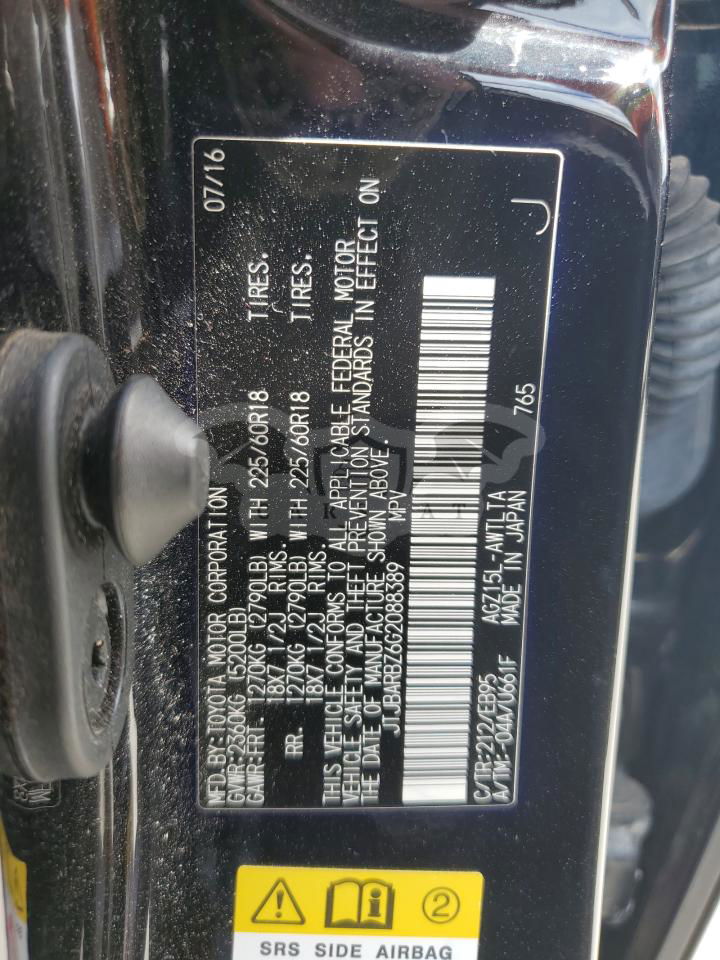 MFD. BY: TOYOTA MOTOR CORPORATION 07/16
GVWR: 2360KG (5200LB)
GAWR: FRT- 1270KG (2790LB) WITH 225/60R18 TIRES.
18X7 1/2J RIMS.
RR. 1270KG (2790LB) WITH 225/60R18 TIRES.
18X7 1/2J RIMS.
THIS VEHICLE CONFORMS TO ALL APPLICABLE FEDERAL MOTOR
VEHICLE SAFETY AND THEFT PREVENTION STANDARDS IN EFFECT ON
THE DATE OF MANUFACTURE SHOWN ABOVE.
JTJBARBZ6G2088389 MPV
C/TR: 212/EB95 AGZ15L-AWTLTA 765
A/TM: -04A/U661F MADE IN JAPAN J
2
SRS SIDE AIRBAG